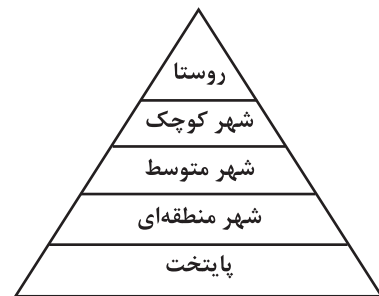 روستا
شهر کوچک
شهر متوسط
شهر منطقه‌ای
پایتخت